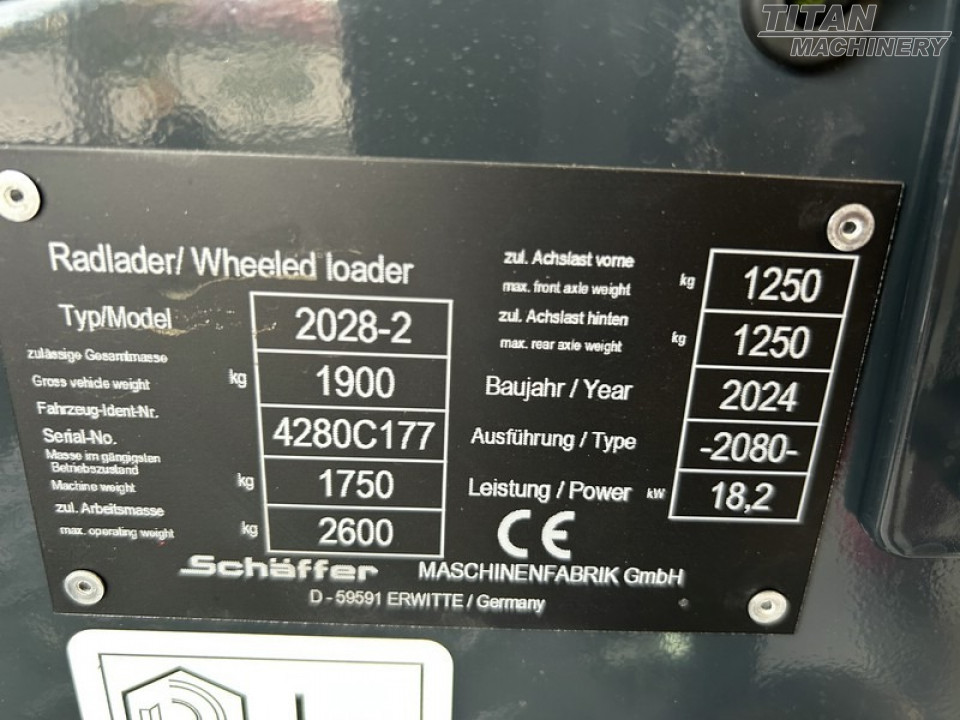 TITAN
MACHINERY
Radlader/ Wheeled loader
Typ/Model 2028-2
zulässige Gesamtmasse
Gross vehicle weight kg 1900
Fahrzeug-Ident-Nr.
Serial-No. 4280C177
Masse im gängigsten
Betriebszustand
Machine weight kg 1750
zul. Arbeitsmasse
max. operating weight kg 2600
zul. Achslast vorne
max. front axle weight kg 1250
zul. Achslast hinten
max. rear axle weight kg 1250
Baujahr / Year 2024
Ausführung / Type -2080-
Leistung / Power kW 18,2
CE
Schäffer MASCHINENFABRIK GmbH
D - 59591 ERWITTE / Germany